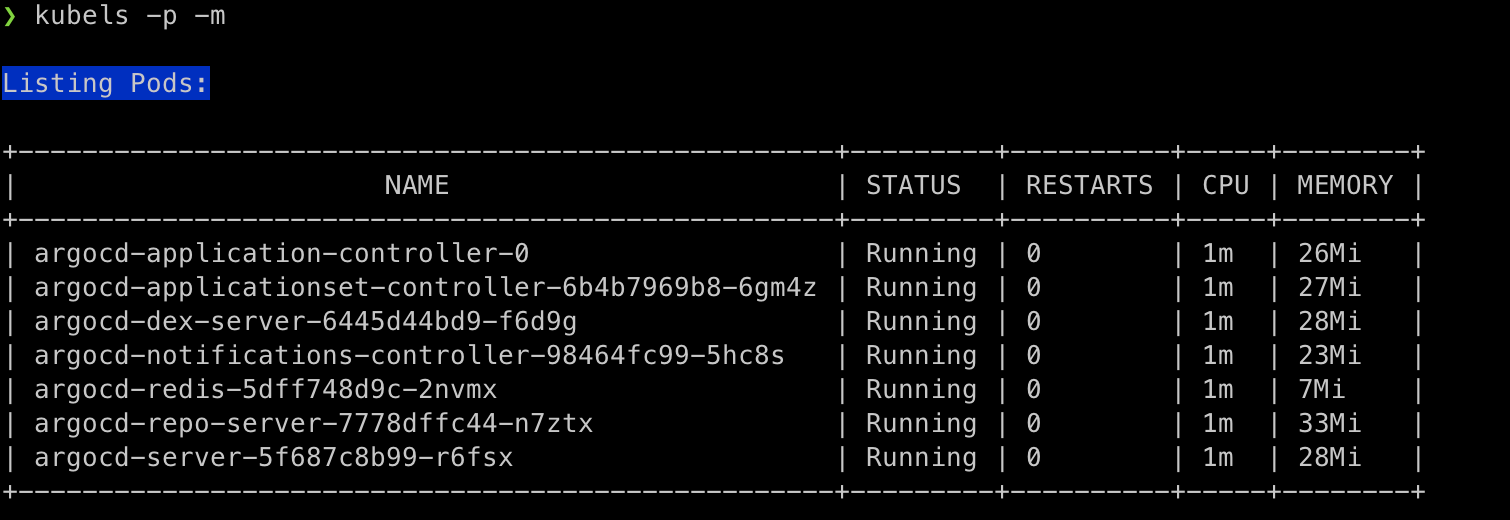 ❯ kubels -p -m
Listing Pods:
+---------------------------------------------------+---------+----------+-----+--------+
| NAME | STATUS | RESTARTS | CPU | MEMORY |
+---------------------------------------------------+---------+----------+-----+--------+
| argocd-application-controller-0 | Running | 0 | 1m | 26Mi |
| argocd-applicationset-controller-6b4b7969b8-6gm4z | Running | 0 | 1m | 27Mi |
| argocd-dex-server-6445d44bd9-f6d9g | Running | 0 | 1m | 28Mi |
| argocd-notifications-controller-98464fc99-5hc8s | Running | 0 | 1m | 23Mi |
| argocd-redis-5dff748d9c-2nvmx | Running | 0 | 1m | 7Mi |
| argocd-repo-server-7778dffc44-n7ztx | Running | 0 | 1m | 33Mi |
| argocd-server-5f687c8b99-r6fsx | Running | 0 | 1m | 28Mi |
+---------------------------------------------------+---------+----------+-----+--------+